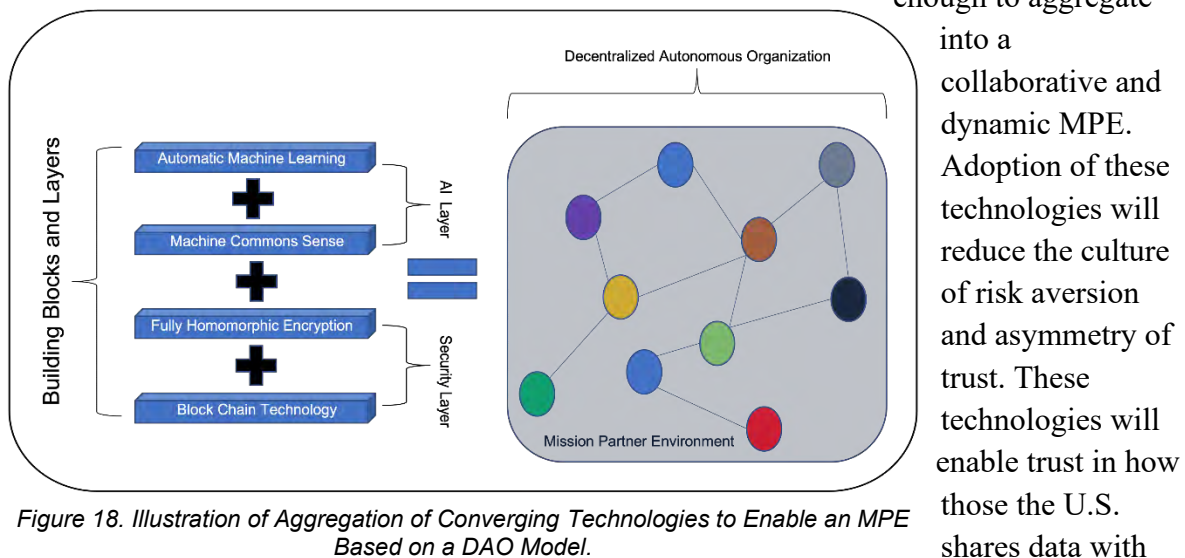 Decentralized Autonomous Organization
Building Blocks and Layers
Automatic Machine Learning
Machine Commons Sense
Fully Homomorphic Encryption
Block Chain Technology
AI Layer
Security Layer
Mission Partner Environment
Figure 18. Illustration of Aggregation of Converging Technologies to Enable an MPE
Based on a DAO Model.
enough to aggregate
into a
collaborative and
dynamic MPE.
Adoption of these
technologies will
reduce the culture
of risk aversion
and asymmetry of
trust. These
technologies will
enable trust in how
those the U.S.
shares data with